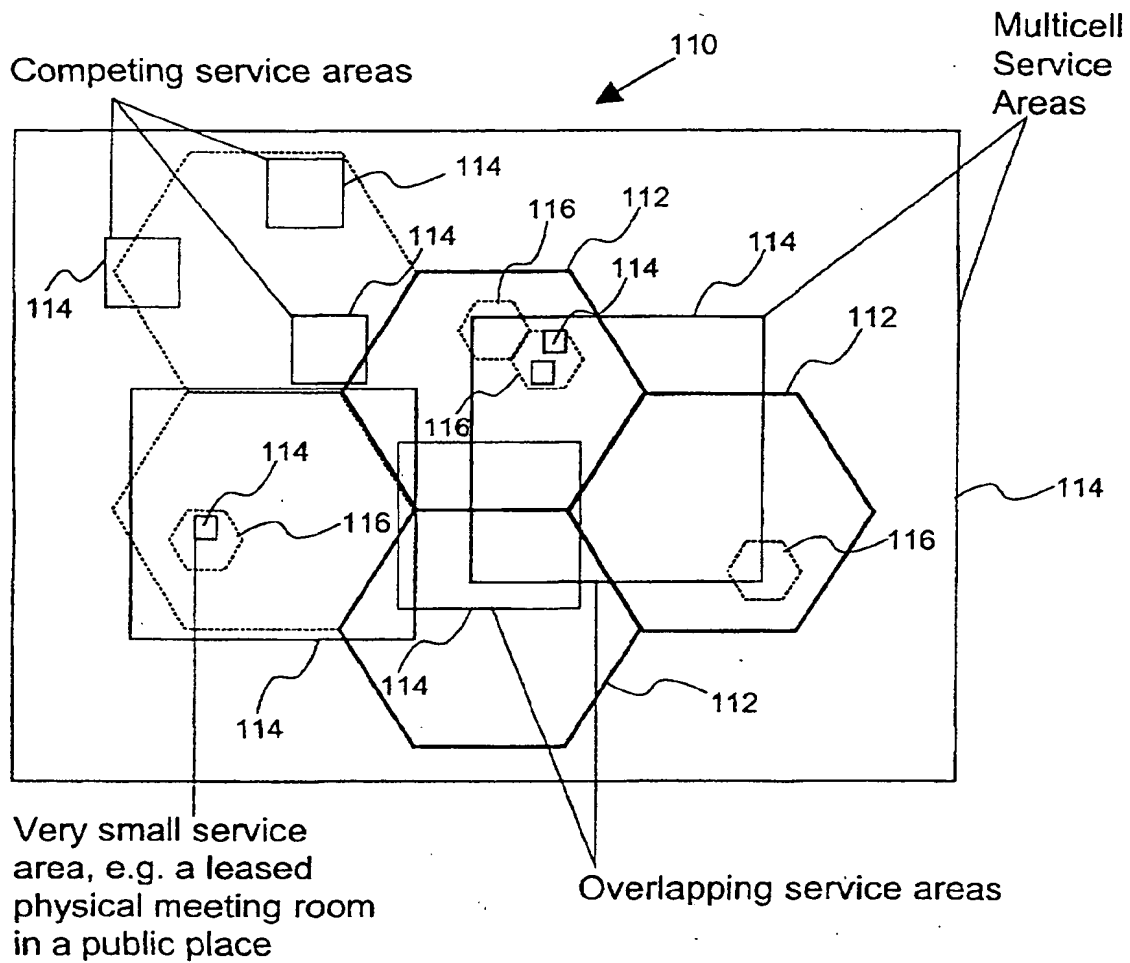 110
Multicell
Service
Areas
Competing service areas
114
116
112
114
114
114
114
112
116
114
114
116
116
114
114
112
Very small service
area, e.g. a leased
physical meeting room
in a public place
Overlapping service areas